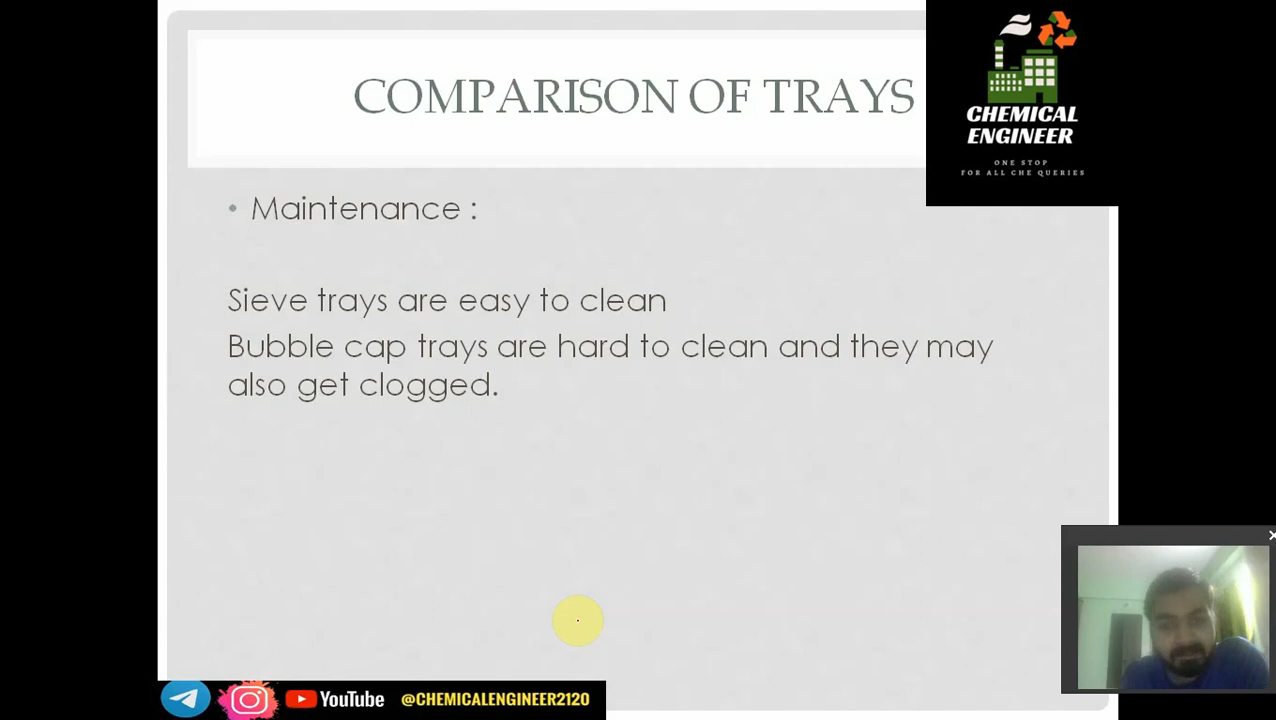 COMPARISON OF TRAYS
CHEMICAL
ENGINEER
ONE STOP
FOR ALL CHE QUERIES
• Maintenance :
Sieve trays are easy to clean
Bubble cap trays are hard to clean and they may
also get clogged.
YouTube @CHEMICALENGINEER2120